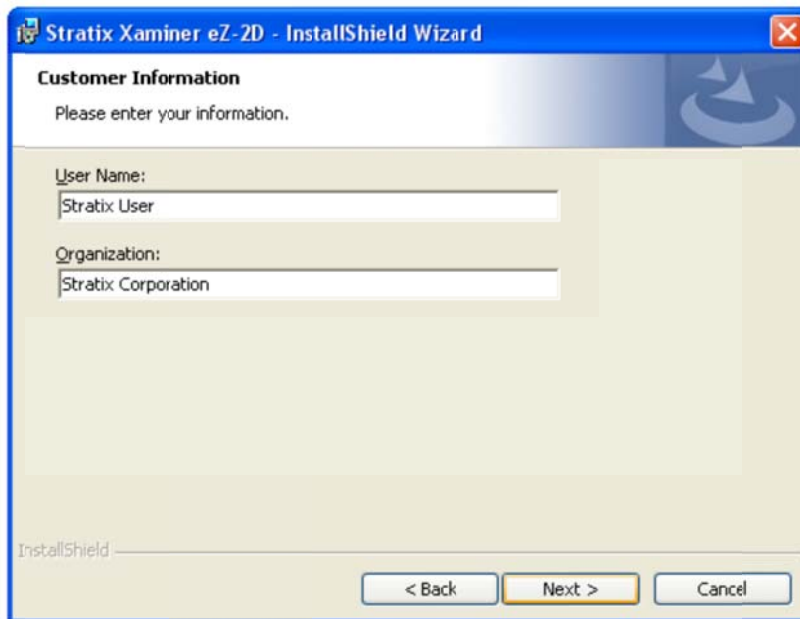 Stratix Xaminer eZ-2D - InstallShield Wizard
Customer Information
Please enter your information.
User Name:
Stratix User
Organization:
Stratix Corporation
InstallShield
< Back Next > Cancel